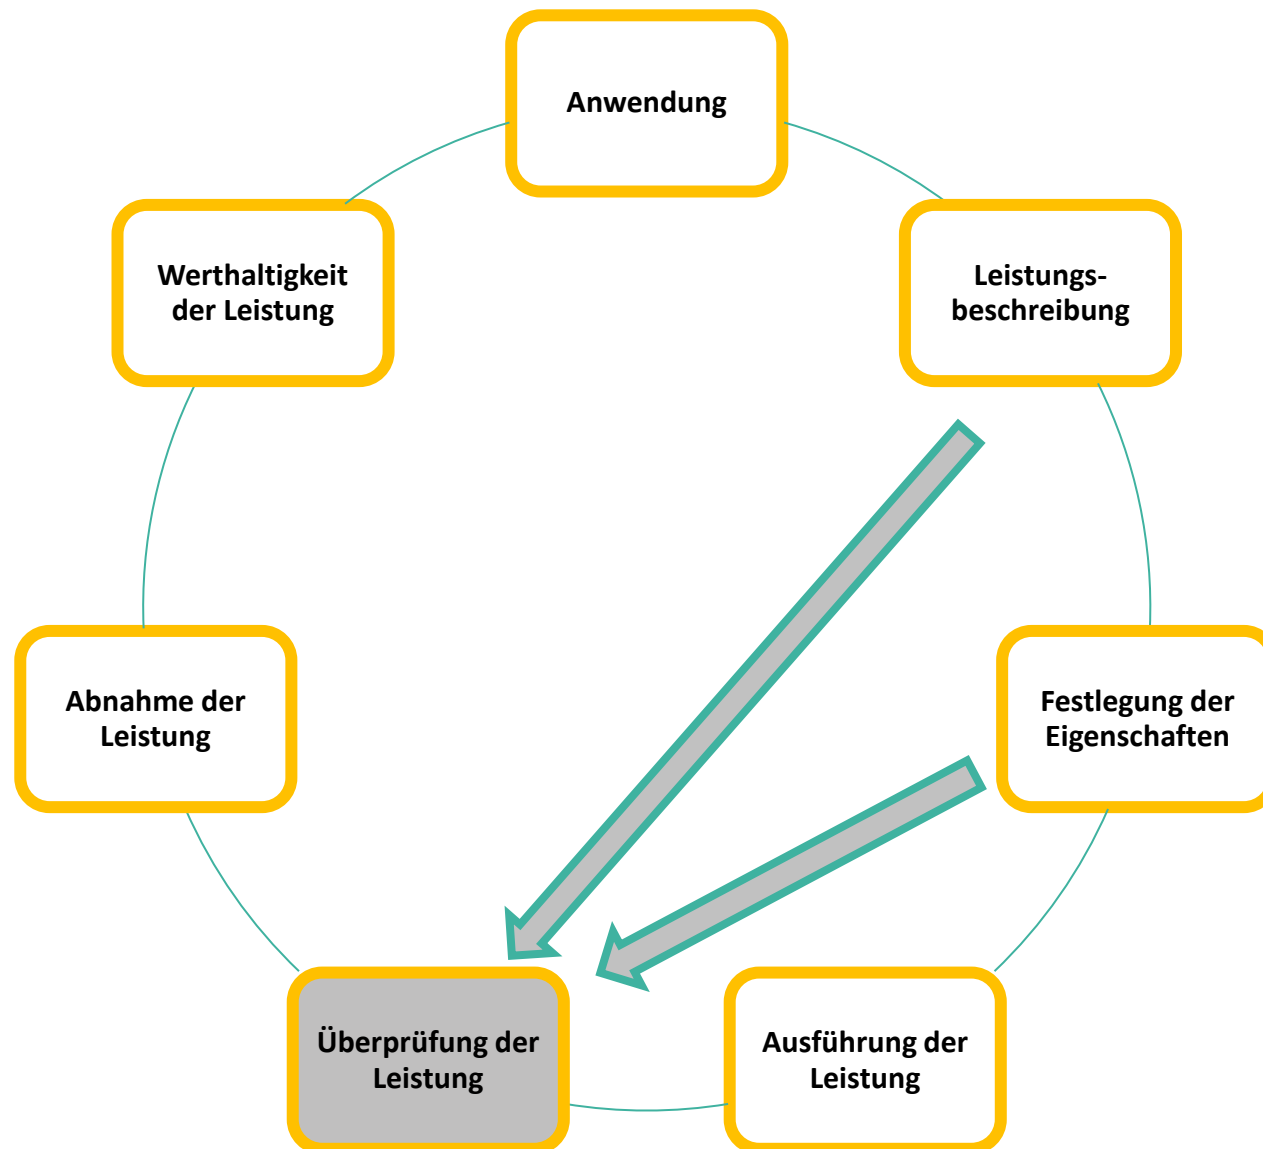 Anwendung
Leistungs-
beschreibung
Festlegung der
Eigenschaften
Ausführung der
Leistung
Überprüfung der
Leistung
Abnahme der
Leistung
Werthaltigkeit
der Leistung